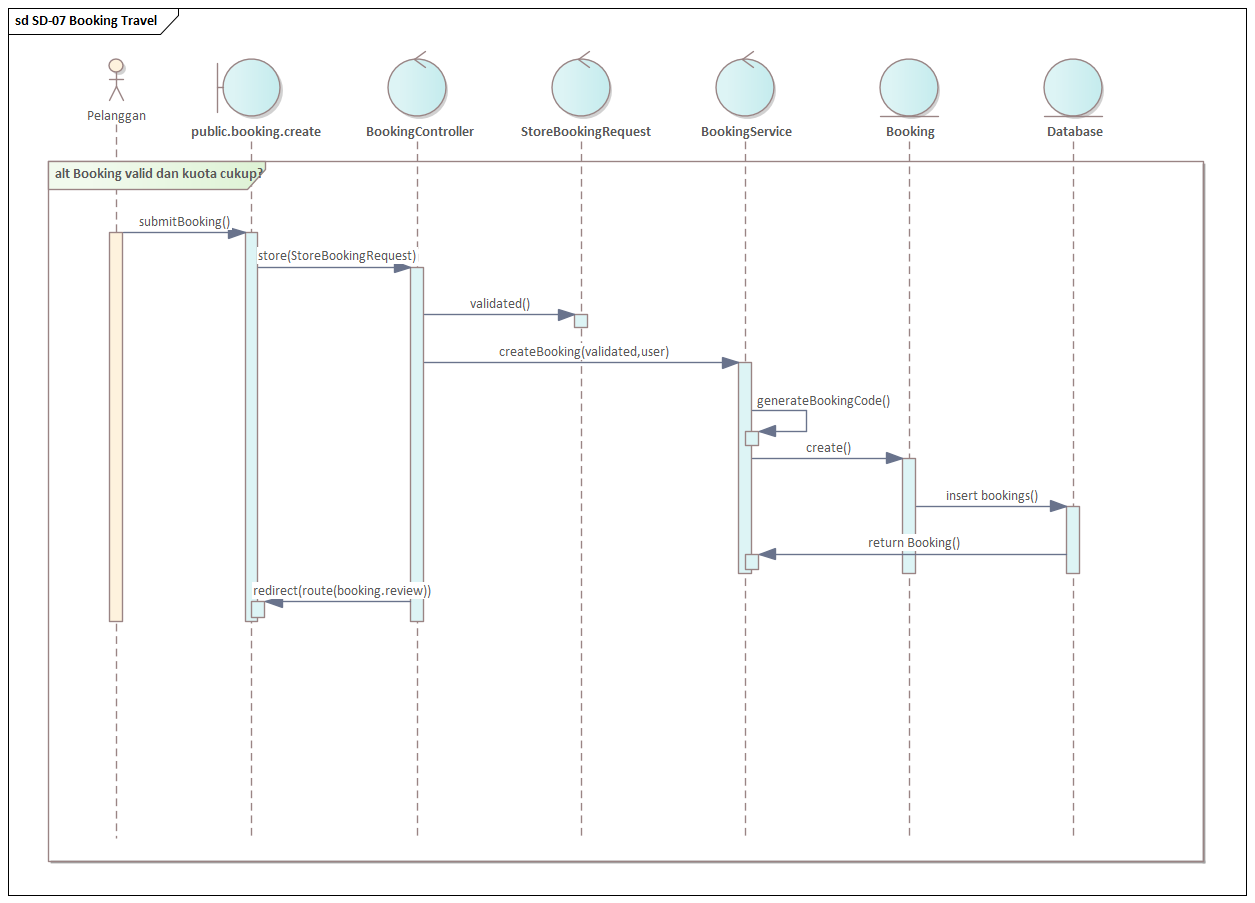 sd SD-07 Booking Travel
Pelanggan
public.booking.create
BookingController
StoreBookingRequest
BookingService
Booking
Database
alt Booking valid dan kuota cukup?
submitBooking()
store(StoreBookingRequest)
validated()
createBooking(validated,user)
generateBookingCode()
create()
insert bookings()
return Booking()
redirect(route(booking.review))